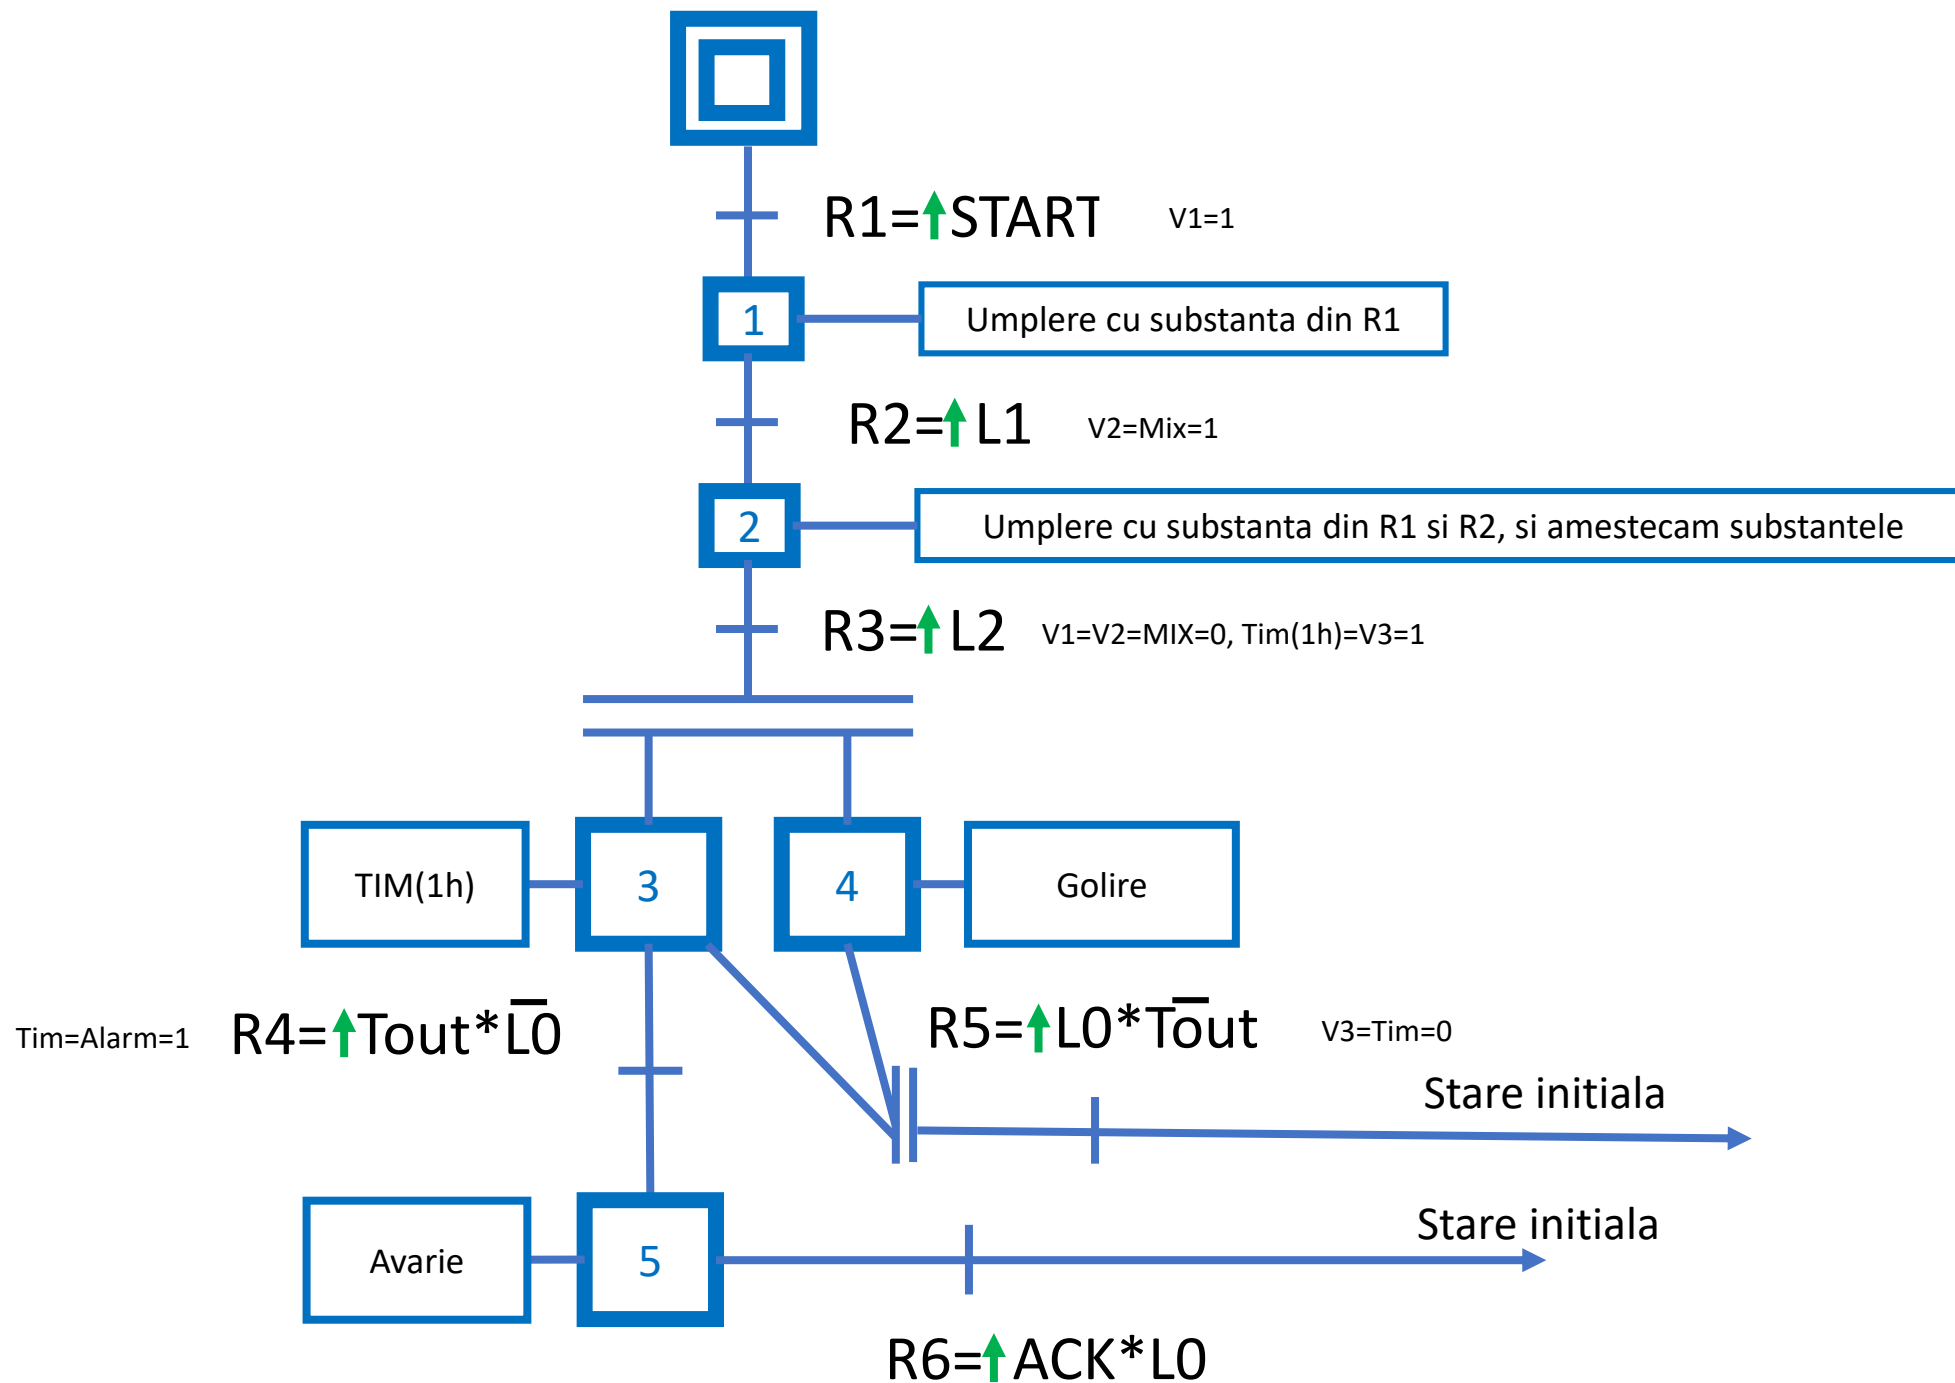 R1=↑START V1=1
1 Umplere cu substanta din R1
R2=↑L1 V2=Mix=1
2 Umplere cu substanta din R1 si R2, si amestecam substantele
R3=↑L2 V1=V2=MIX=0, Tim(1h)=V3=1
TIM(1h) 3 4 Golire
Tim=Alarm=1 R4=↑Tout*L̅0̅ R5=↑L0*T̅o̅ut V3=Tim=0
Stare initiala
Stare initiala
Avarie 5
R6=↑ACK*L0